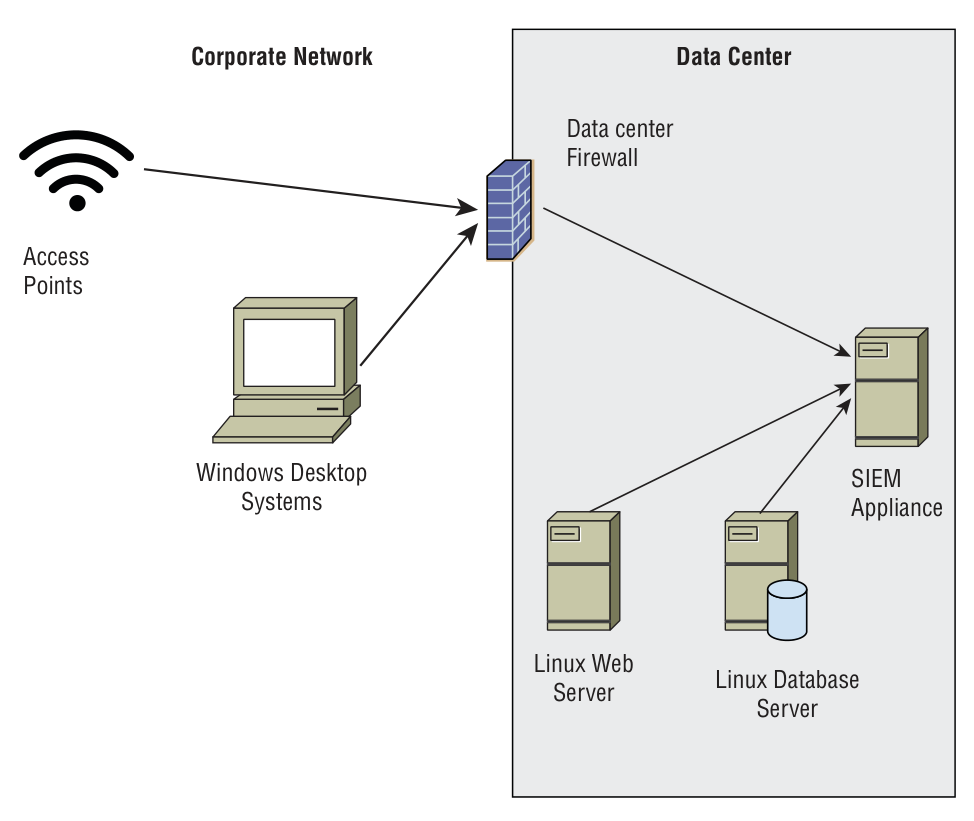 Corporate Network
Data Center
Data center
Firewall
Access
Points
Windows Desktop
Systems
SIEM
Appliance
Linux Web
Server
Linux Database
Server